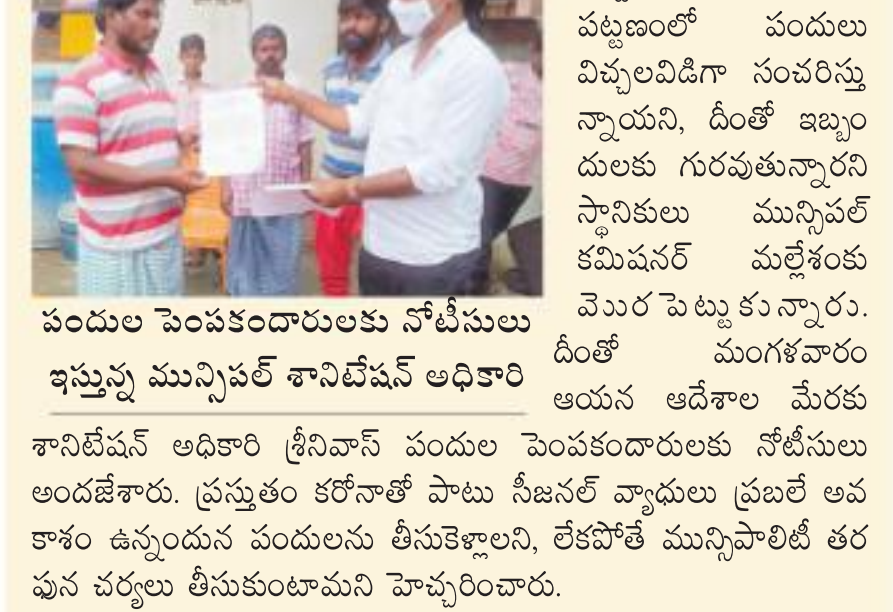 పట్టణంలో పందులు
విచ్చలవిడిగా సంచరిస్తు
న్నాయని, దీంతో ఇబ్బం
దులకు గురవుతున్నారని
స్థానికులు మున్సిపల్
కమిషనర్ మల్లేశంకు
మొర పెట్టుకున్నారు.
దీంతో మంగళవారం
ఆయన ఆదేశాల మేరకు
శానిటేషన్ అధికారి శ్రీనివాస్ పందుల పెంపకందారులకు నోటీసులు
అందజేశారు. ప్రస్తుతం కరోనాతో పాటు సీజనల్ వ్యాధులు ప్రబలే అవ
కాశం ఉన్నందున పందులను తీసుకెళ్లాలని, లేకపోతే మున్సిపాలిటీ తర
ఫున చర్యలు తీసుకుంటామని హెచ్చరించారు.
పందుల పెంపకందారులకు నోటీసులు
ఇస్తున్న మున్సిపల్ శానిటేషన్ అధికారి